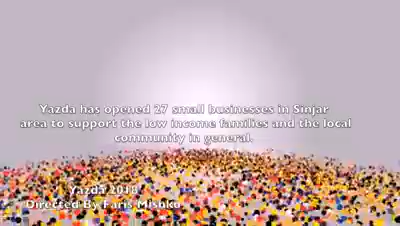 Yazda has opened 27 small businesses in Sinjar
area to support the low income families and the local
community in general.
Yazda 2018
Directed By Faris Mishko